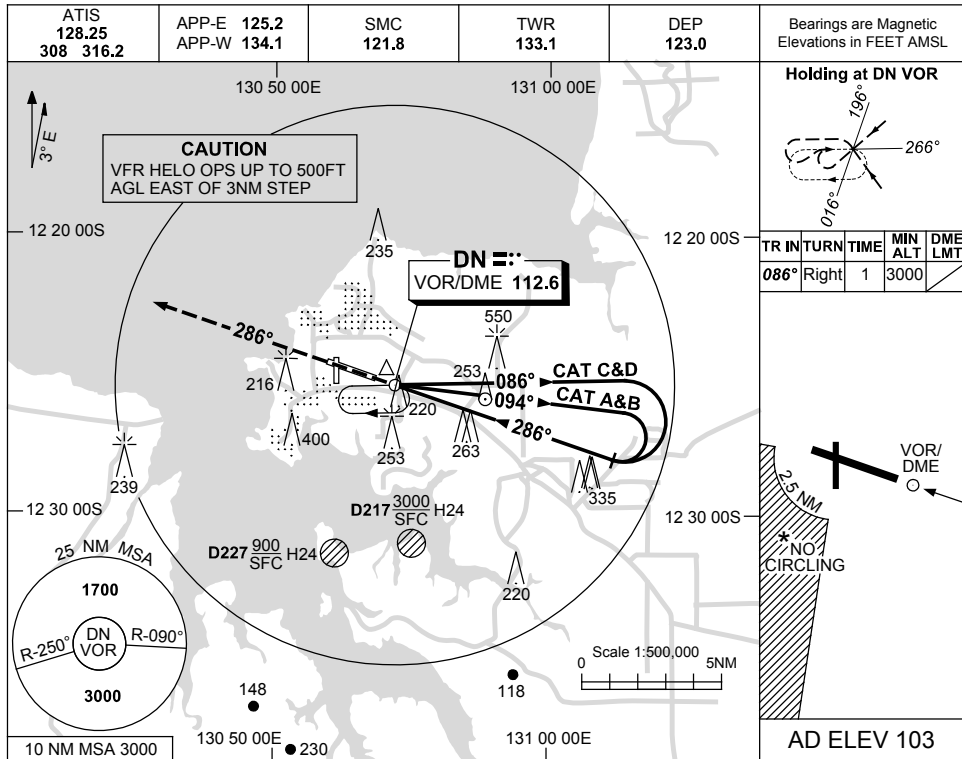 ATIS
128.25
308 316.2
APP-E 125.2
APP-W 134.1
SMC
121.8
TWR
133.1
DEP
123.0
Bearings are Magnetic
Elevations in FEET AMSL
130 50 00E
131 00 00E
3° E
CAUTION
VFR HELO OPS UP TO 500FT
AGL EAST OF 3NM STEP
12 20 00S
12 20 00S
235
DN
VOR/DME 112.6
550
286°
216
253
086°
CAT C&D
094°
CAT A&B
286°
220
400
253
263
239
335
12 30 00S
12 30 00S
D217 3000
SFC H24
D227 900
SFC H24
220
25 NM MSA
1700
DN
VOR
R-250°
R-090°
3000
Scale 1:500,000
0
5NM
148
118
230
10 NM MSA 3000
130 50 00E
131 00 00E
Holding at DN VOR
196°
266°
016°
TR IN TURN TIME MIN ALT DME LMT
086° Right 1 3000
VOR/
DME
2.5 NM
* NO
CIRCLING
AD ELEV 103